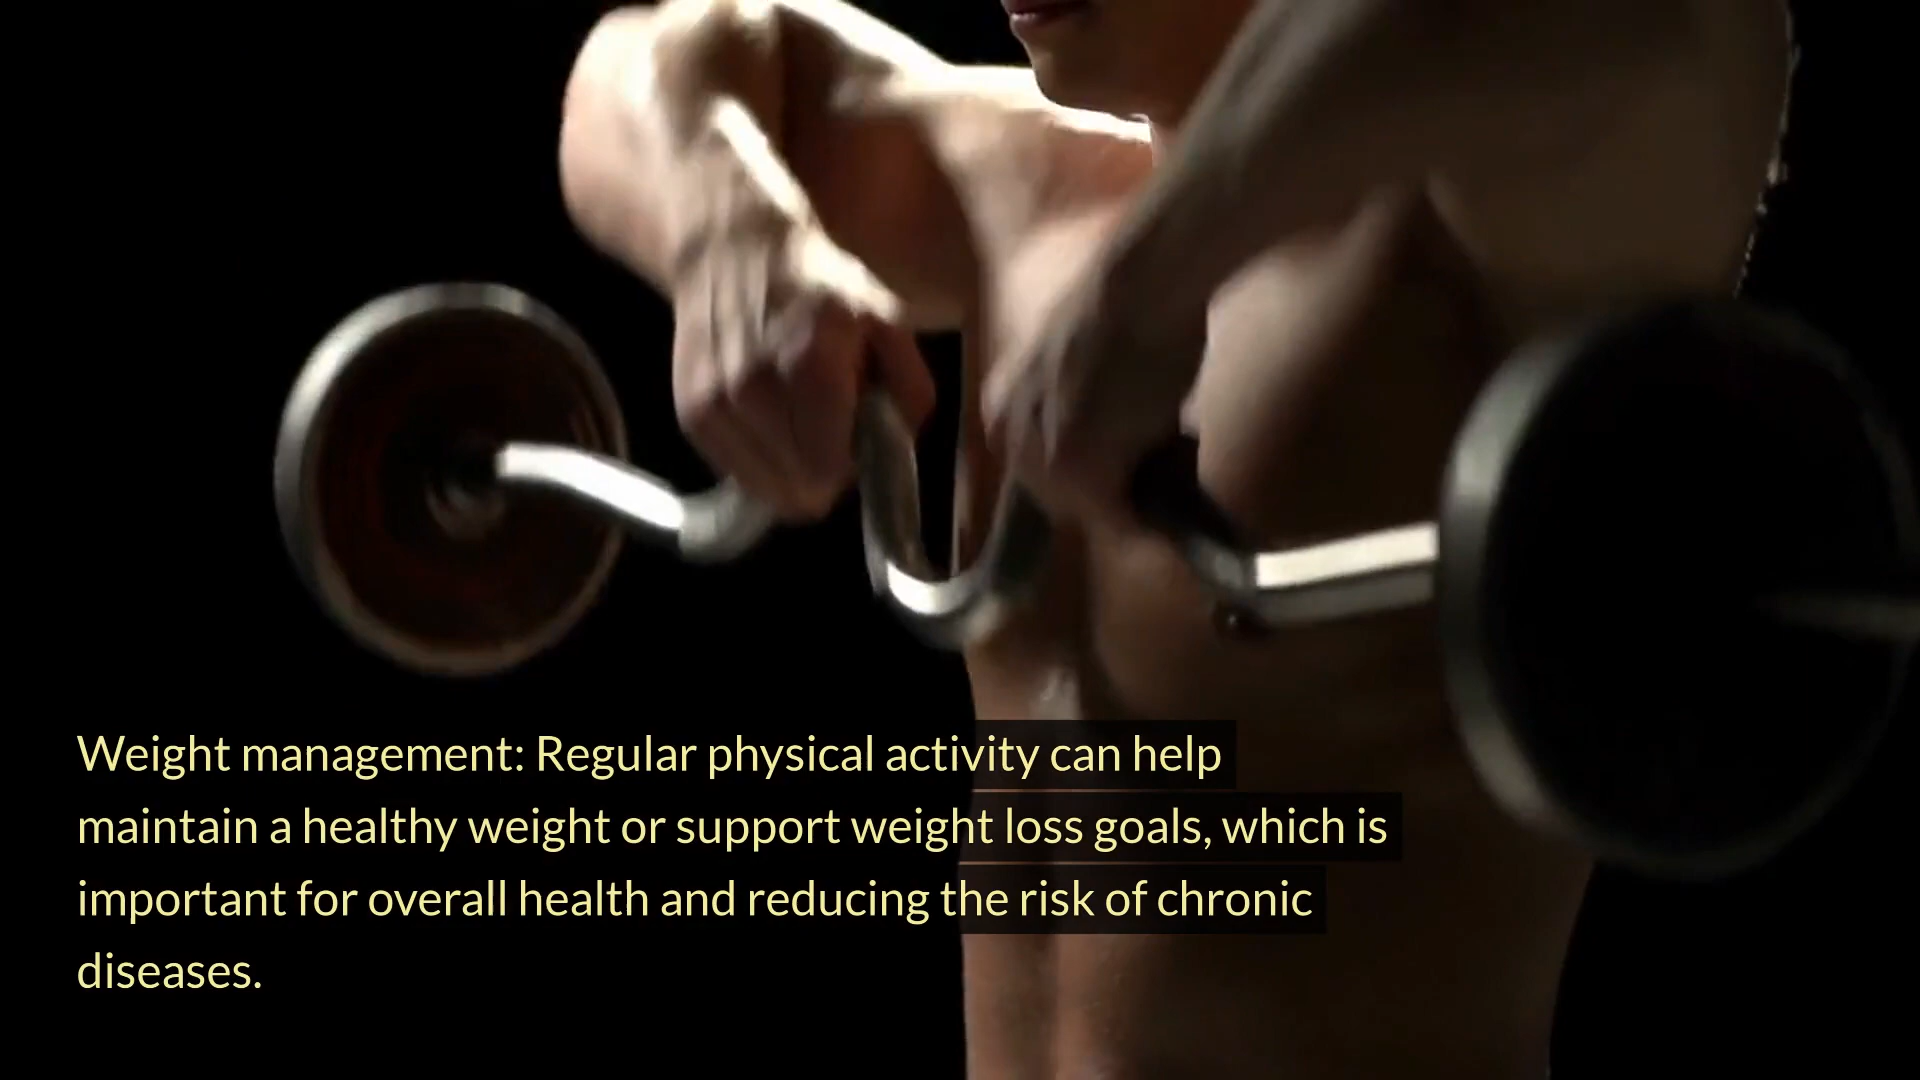 Weight management: Regular physical activity can help
maintain a healthy weight or support weight loss goals, which is
important for overall health and reducing the risk of chronic
diseases.